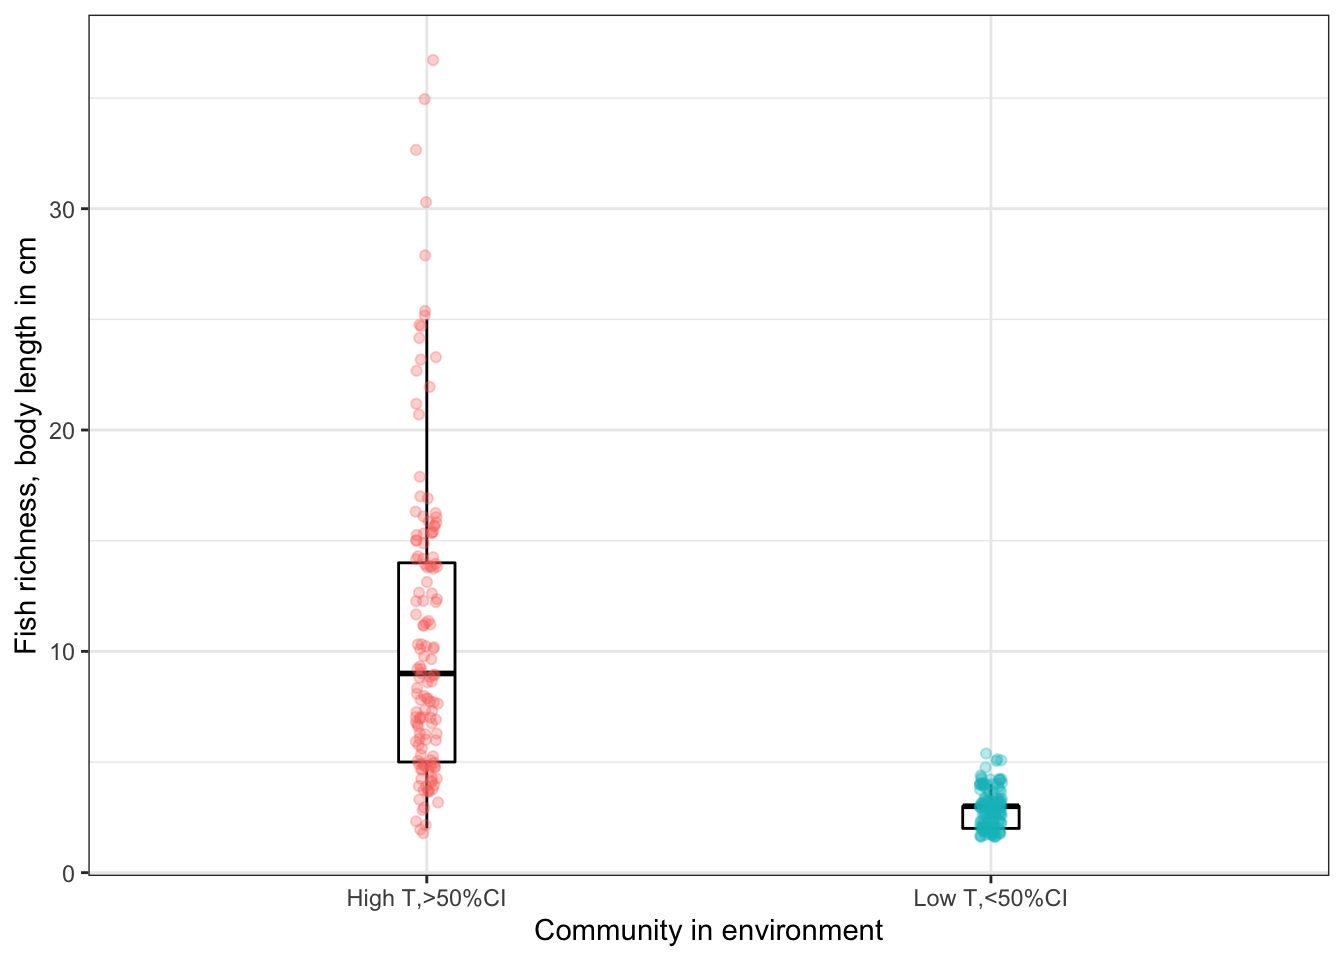 Fish richness, body length in cm
30
20
10
0
High T,>50%CI
Low T,<50%CI
Community in environment